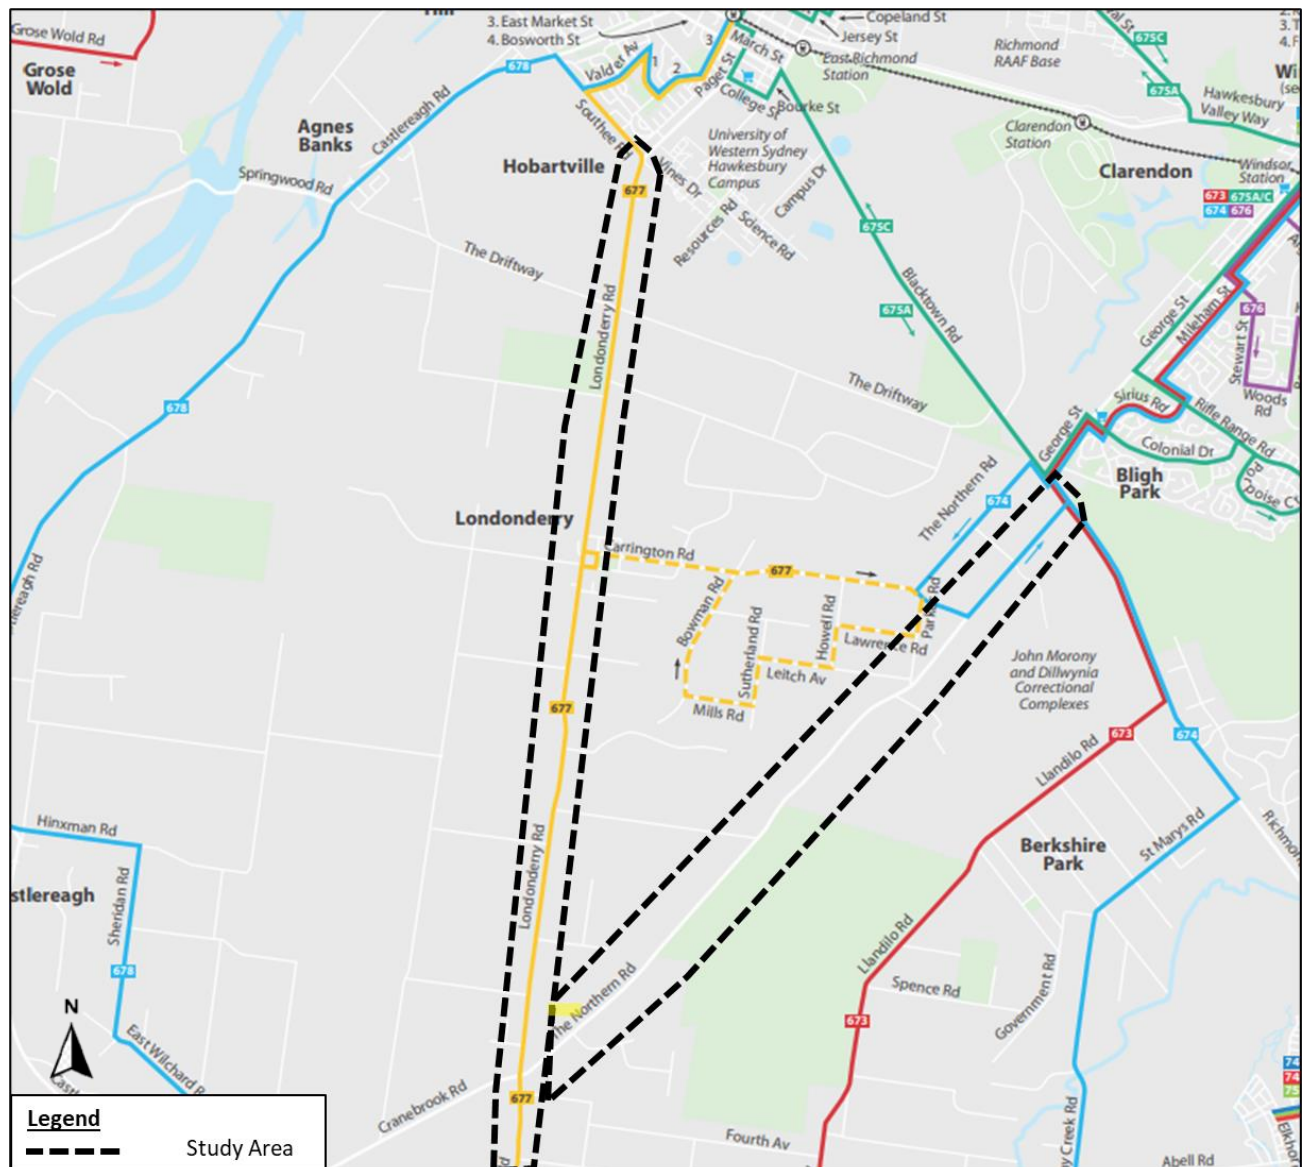 3. East Market St
4. Bosworth St
Copeland St
Jersey St
March St
East Richmond
Station
Richmond
RAAF Base
675C
675A
Hawkesbury
Valley Way
Grose Wold Rd
Grose
Wold
678
1
2
3
Paget St
College St
Bourke St
Castlereagh Rd
Agnes
Banks
Springwood Rd
Southee Rd
Hobartville
Vines Dr
University of
Western Sydney
Hawkesbury
Campus
Campus Dr
Science Rd
Resources Rd
Clarendon
Station
Clarendon
Windsor
Station
673
675A/C
674
676
677
The Driftway
Londonderry Rd
675C
675A
Blacktown Rd
George St
Mileham St
676
Stewart St
Woods
Rd
678
The Driftway
Sirius Rd
Rifle Range Rd
George St
Colonial Dr
Bligh
Park
The Northern Rd
674
Londonderry
Carrington Rd
677
Bowman Rd
Sutherland Rd
Howell Rd
Lawrence Rd
Leitch Av
Mills Rd
John Morony
and Dillwynia
Correctional
Complexes
677
673
674
Llandilo Rd
St Marys Rd
Berkshire
Park
Hinxman Rd
stlereagh
Sheridan Rd
678
Londonderry Rd
Llandilo Rd
Spence Rd
Government Rd
The Northern Rd
673
N
East Wilchard R
Cranebrook Rd
677
Fourth Av
y Creek Rd
Abell Rd
Legend
Study Area